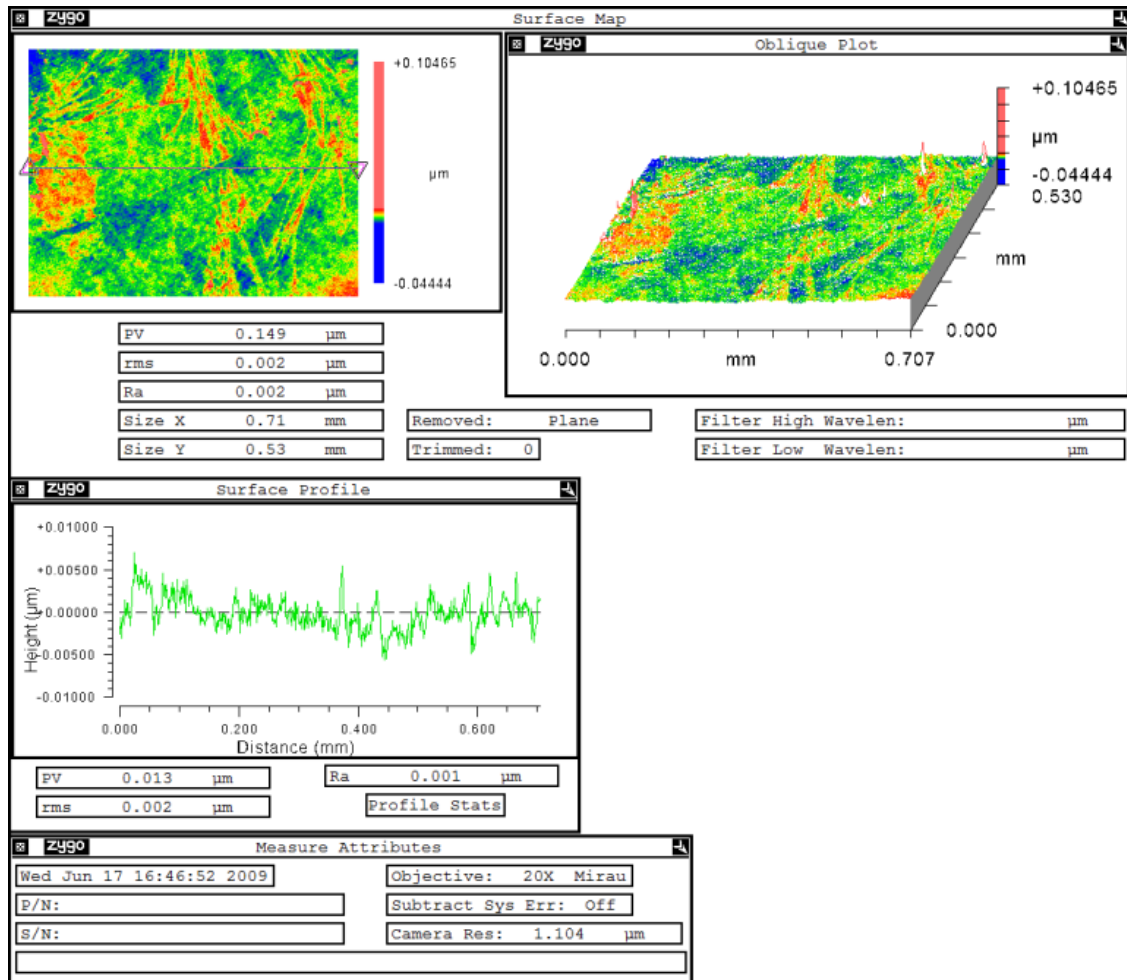 zygo Surface Map
+0.10465
µm
-0.04444
zygo Oblique Plot
+0.10465
µm
-0.04444
0.530
mm
0.000
0.000 mm 0.707
PV 0.149 µm
rms 0.002 µm
Ra 0.002 µm
Size X 0.71 mm
Size Y 0.53 mm
Removed: Plane
Trimmed: 0
Filter High Wavelen: µm
Filter Low Wavelen: µm
zygo Surface Profile
+0.01000
+0.00500
+0.00000
-0.00500
-0.01000
Height (µm)
0.000 0.200 0.400 0.600
Distance (mm)
PV 0.013 µm
rms 0.002 µm
Ra 0.001 µm
Profile Stats
zygo Measure Attributes
Wed Jun 17 16:46:52 2009
P/N:
S/N:
Objective: 20X Mirau
Subtract Sys Err: Off
Camera Res: 1.104 µm